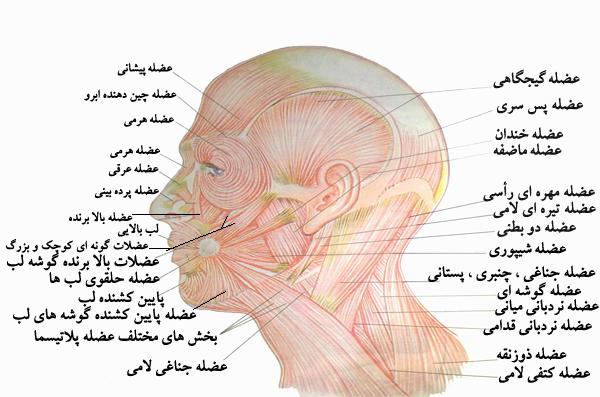 عضله پیشانی
عضله چین دهنده ابرو
عضله هرمی
عضله هرمی
عضله عرقی
عضله پرده بینی
عضله بالا برنده
لب بالایی
عضلات گونه ای کوچک و بزرگ
عضلات بالا برنده گوشه لب
عضله حلقوی لب ها
پایین کشنده لب
عضله پایین کشنده گوشه های لب
بخش های مختلف عضله پلاتیسما
عضله جناغی لامی
عضله گیجگاهی
عضله پس سری
عضله خندان
عضله ماضغه
عضله مهره ای رأسی
عضله تیره ای لامی
عضله دو بطنی
عضله شیپوری
عضله جناغی ، چنبری ، پستانی
عضله گوشه ای
عضله نردبانی میانی
عضله نردبانی قدامی
عضله ذوزنقه
عضله کتفی لامی